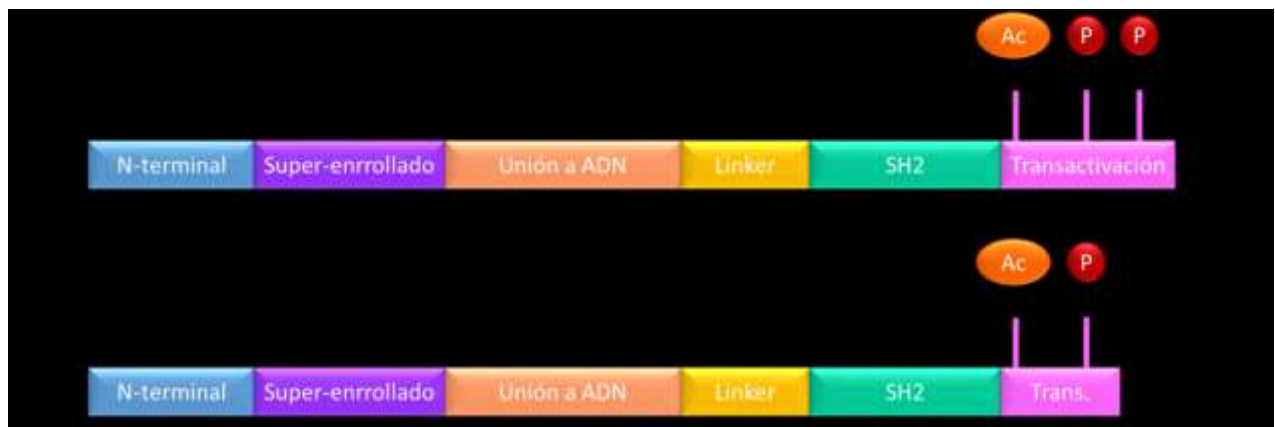 Ac P P
N-terminal Super-enrrollado Unión a ADN Linker SH2 Transactivación
Ac P
N-terminal Super-enrrollado Unión a ADN Linker SH2 Trans.